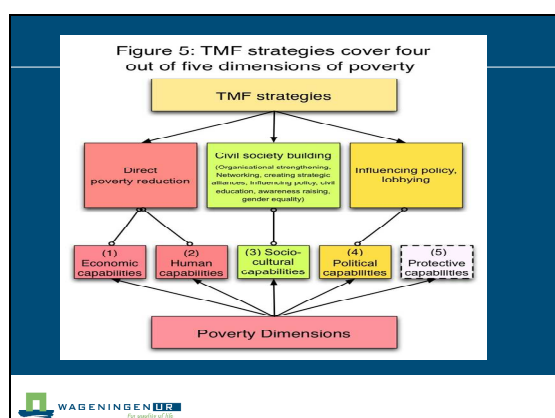 Figure 5: TMF strategies cover four
out of five dimensions of poverty
TMF strategies
Direct
poverty reduction
Civil society building
(Organisational strengthening,
Networking, creating strategic
alliances, Influencing policy, civil
education, awareness raising,
gender equality)
Influencing policy,
lobbying
(1)
Economic
capabilities
(2)
Human
capabilities
(3) Socio-
cultural
capabilities
(4)
Political
capabilities
(5)
Protective
capabilities
Poverty Dimensions
WAGENINGEN UR
For quality of life